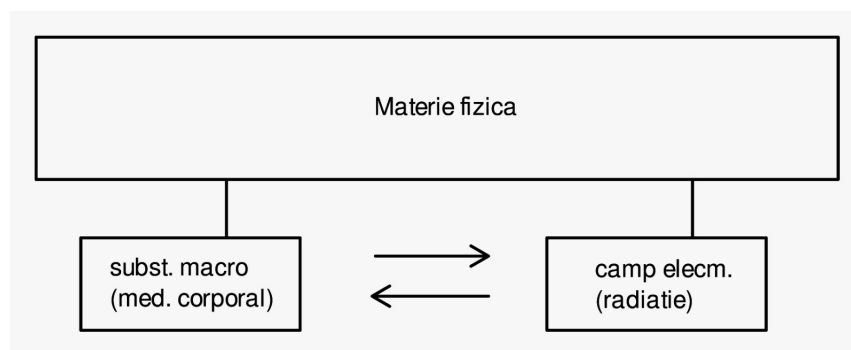 Materie fizica
subst. macro
(med. corporal)
camp elecm.
(radiatie)